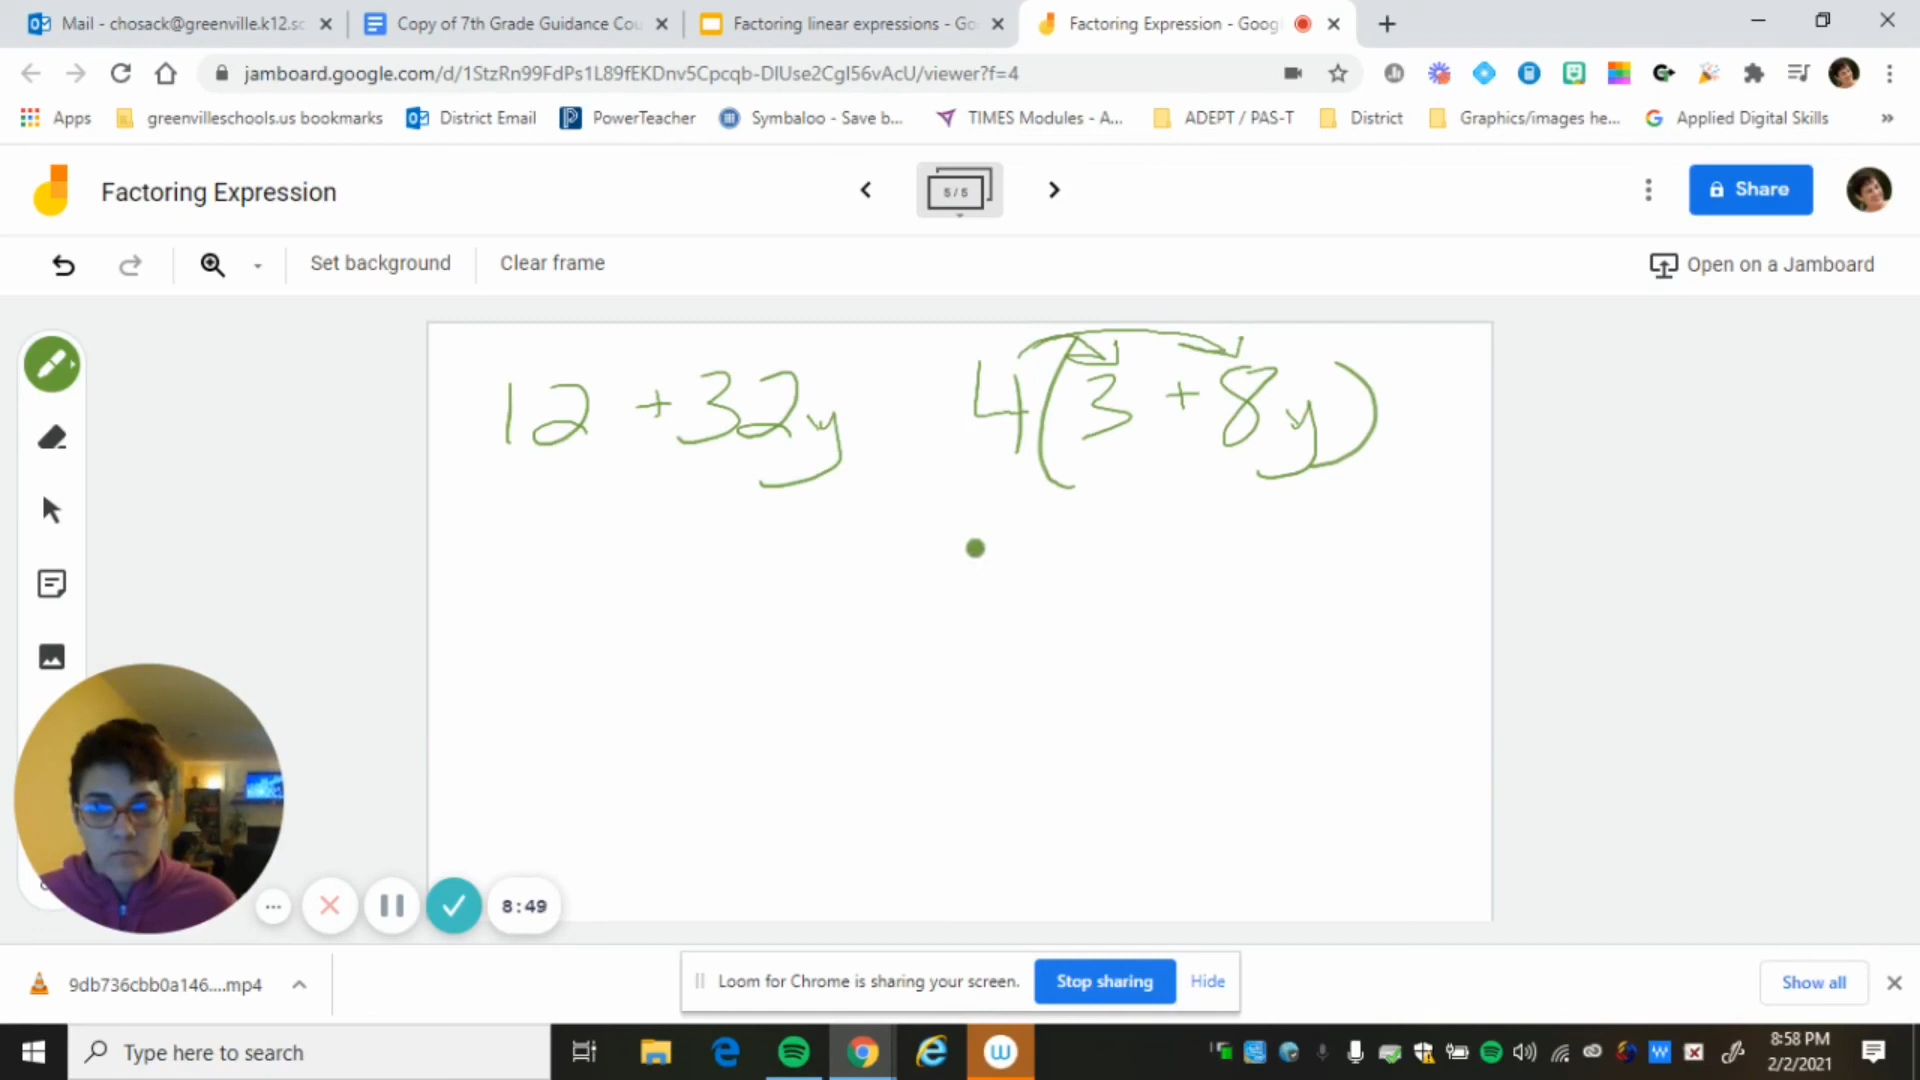 Mail - chosack@greenville.k12.sc
Copy of 7th Grade Guidance Cou
Factoring linear expressions - Go
Factoring Expression - Googl
jamboard.google.com/d/1StzRn99FdPs1L89fEKDnv5Cpcqb-DlUse2CgI56vAcU/viewer?f=4
Apps
greenvilleschools.us bookmarks
District Email
PowerTeacher
Symbaloo - Save b...
TIMES Modules - A...
ADEPT / PAS-T
District
Graphics/images he...
Applied Digital Skills
»
Factoring Expression
5 / 5
Share
Set background
Clear frame
Open on a Jamboard
12 + 32y
4(3 + 8y)
8:49
9db736cbb0a146....mp4
Loom for Chrome is sharing your screen.
Stop sharing
Hide
Show all
Type here to search
8:58 PM
2/2/2021